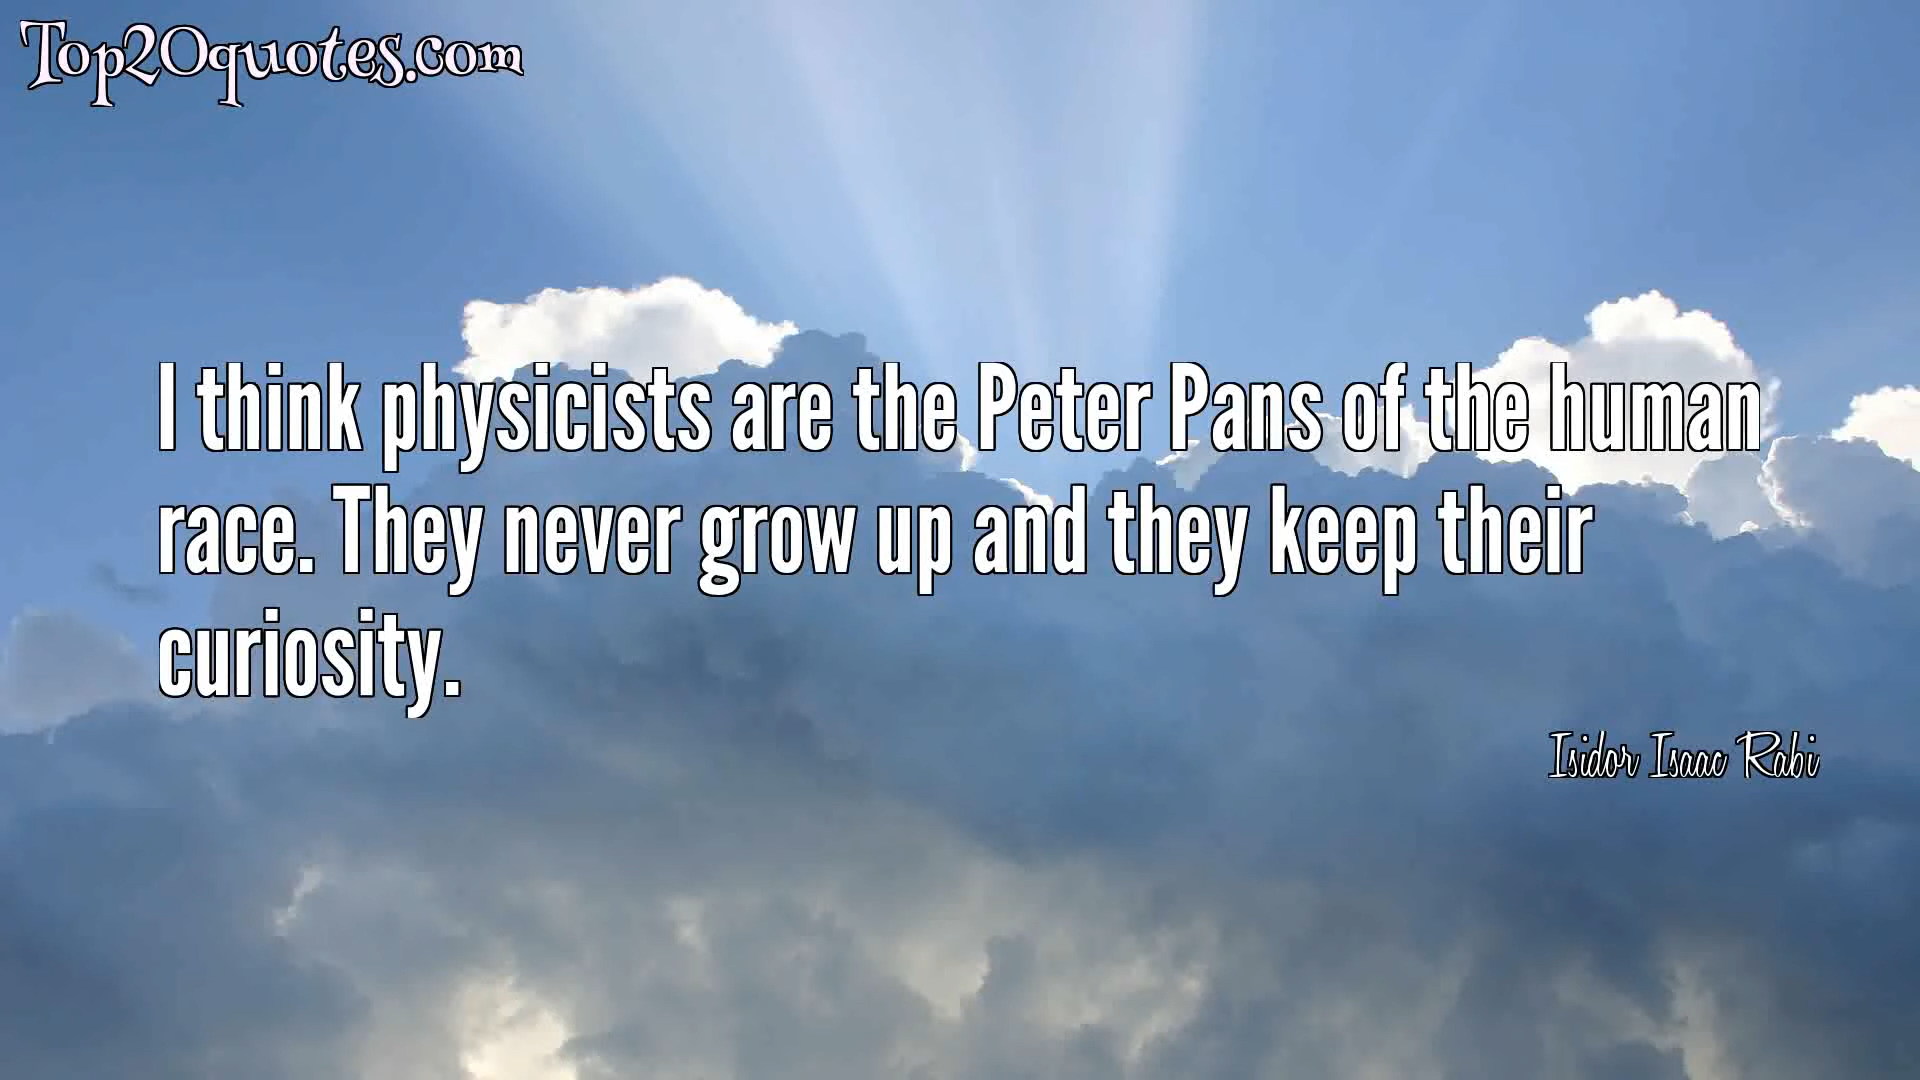 Top20quotes.com
I think physicists are the Peter Pans of the human
race. They never grow up and they keep their
curiosity.
Isidor Isaac Rabi